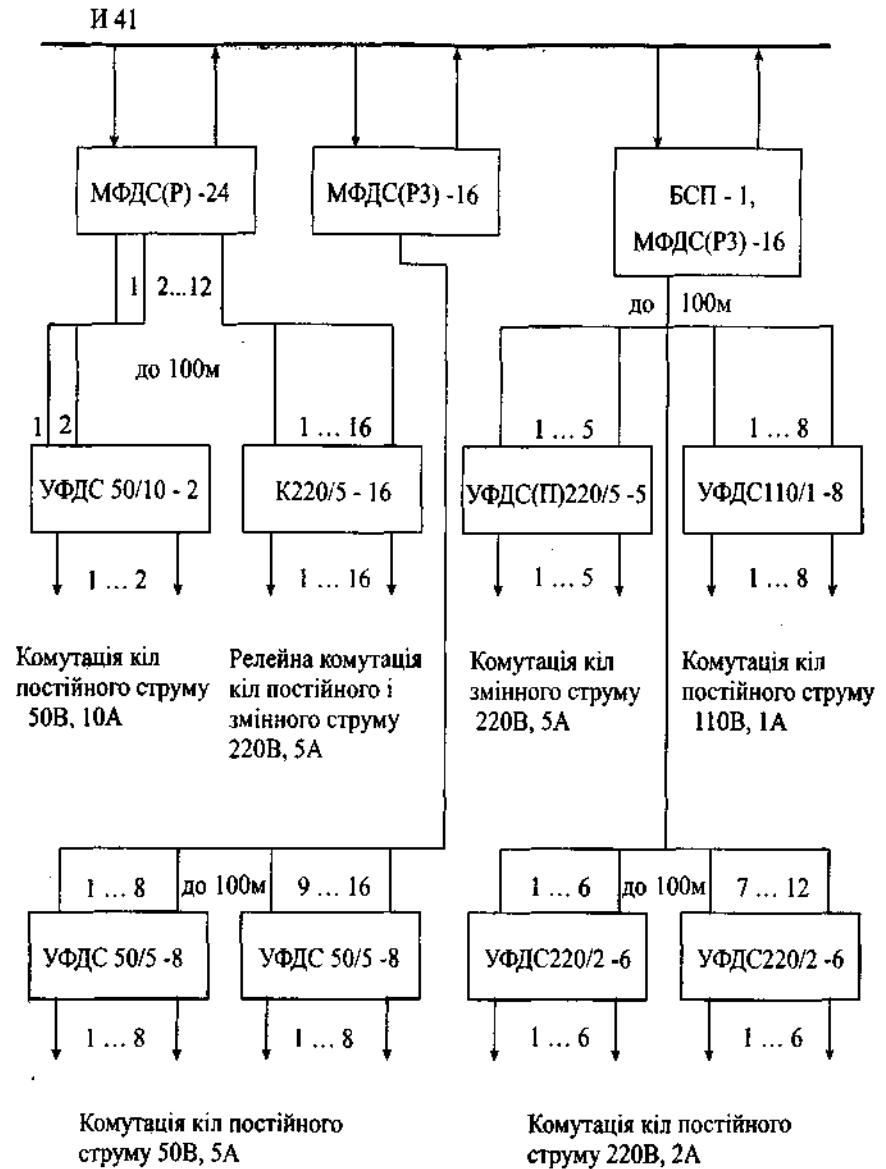 И 41
МФДС(Р) -24
МФДС(РЗ) -16
БСП - 1,
МФДС(РЗ) -16
1
2...12
до 100м
до 100м
1 2
1 ... 16
1 ... 5
1 ... 8
УФДС 50/10 - 2
К220/5 - 16
УФДС(П)220/5 -5
УФДС110/1 -8
1 ... 2
1 ... 16
1 ... 5
1 ... 8
Комутація кіл
постійного струму
50В, 10А
Релейна комутація
кіл постійного і
змінного струму
220В, 5А
Комутація кіл
змінного струму
220В, 5А
Комутація кіл
постійного струму
110В, 1А
1 ... 8
до 100м
9 ... 16
1 ... 6
до 100м
7 ... 12
УФДС 50/5 -8
УФДС 50/5 -8
УФДС220/2 -6
УФДС220/2 -6
1 ... 8
1 ... 8
1 ... 6
1 ... 6
Комутація кіл постійного
струму 50В, 5А
Комутація кіл постійного
струму 220В, 2А